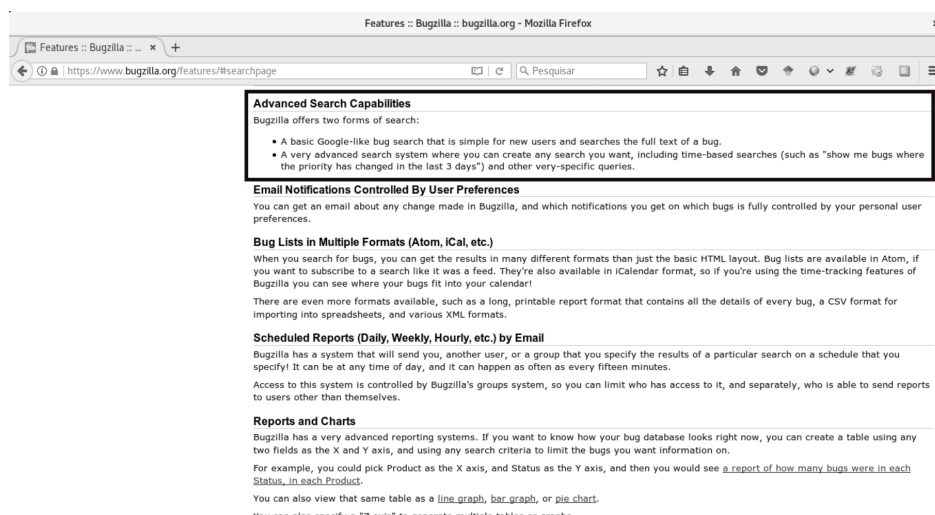 Features :: Bugzilla :: bugzilla.org - Mozilla Firefox
Features :: Bugzilla :: ... × +
https://www.bugzilla.org/features/#searchpage
Pesquisar
Advanced Search Capabilities
Bugzilla offers two forms of search:
• A basic Google-like bug search that is simple for new users and searches the full text of a bug.
• A very advanced search system where you can create any search you want, including time-based searches (such as "show me bugs where
the priority has changed in the last 3 days") and other very-specific queries.
Email Notifications Controlled By User Preferences
You can get an email about any change made in Bugzilla, and which notifications you get on which bugs is fully controlled by your personal user
preferences.
Bug Lists in Multiple Formats (Atom, iCal, etc.)
When you search for bugs, you can get the results in many different formats than just the basic HTML layout. Bug lists are available in Atom, if
you want to subscribe to a search like it was a feed. They're also available in iCalendar format, so if you're using the time-tracking features of
Bugzilla you can see where your bugs fit into your calendar!
There are even more formats available, such as a long, printable report format that contains all the details of every bug, a CSV format for
importing into spreadsheets, and various XML formats.
Scheduled Reports (Daily, Weekly, Hourly, etc.) by Email
Bugzilla has a system that will send you, another user, or a group that you specify the results of a particular search on a schedule that you
specify! It can be at any time of day, and it can happen as often as every fifteen minutes.
Access to this system is controlled by Bugzilla's groups system, so you can limit who has access to it, and separately, who is able to send reports
to users other than themselves.
Reports and Charts
Bugzilla has a very advanced reporting systems. If you want to know how your bug database looks right now, you can create a table using any
two fields as the X and Y axis, and using any search criteria to limit the bugs you want information on.
For example, you could pick Product as the X axis, and Status as the Y axis, and then you would see a report of how many bugs were in each
Status, in each Product.
You can also view that same table as a line graph, bar graph, or pie chart.